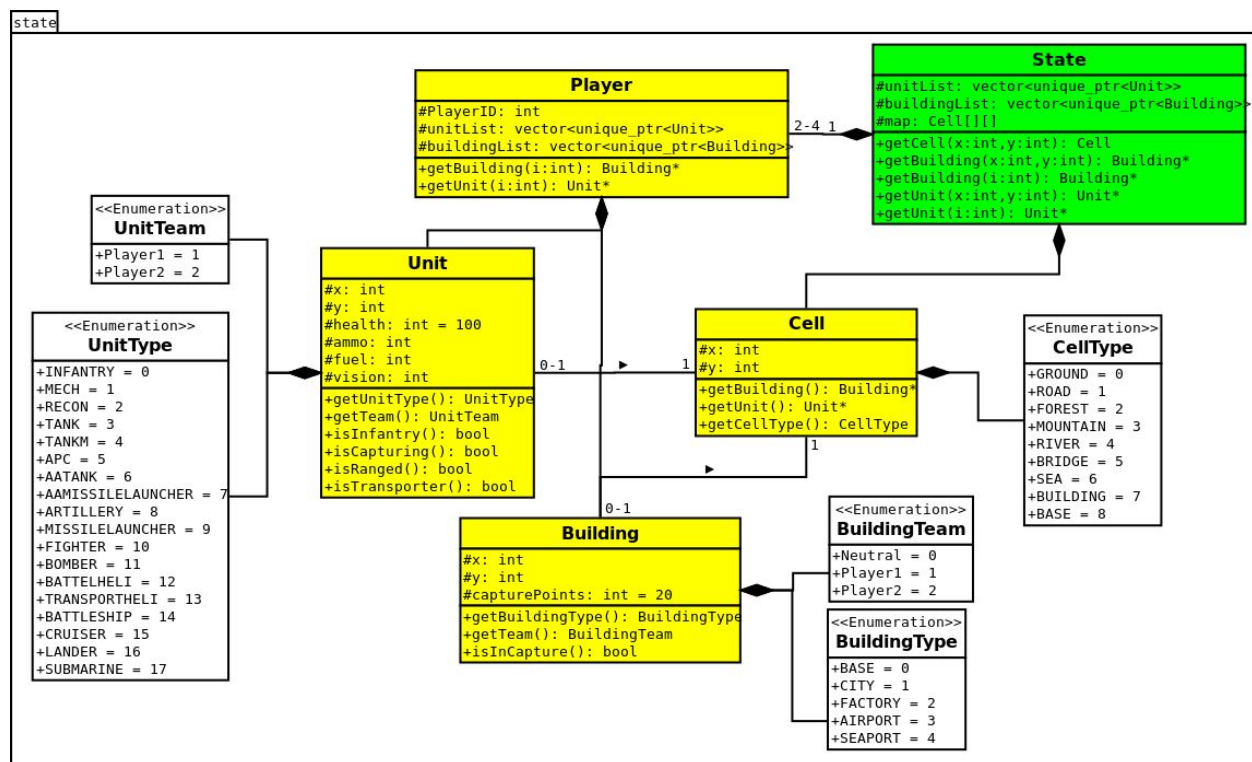 state
State
#unitList: vector<unique_ptr<Unit>>
#buildingList: vector<unique_ptr<Building>>
#map: Cell[][]
+getCell(x:int,y:int): Cell
+getBuilding(x:int,y:int): Building*
+getBuilding(i:int): Building*
+getUnit(x:int,y:int): Unit*
+getUnit(i:int): Unit*
Player
#PlayerID: int
#unitList: vector<unique_ptr<Unit>>
#buildingList: vector<unique_ptr<Building>>
+getBuilding(i:int): Building*
+getUnit(i:int): Unit*
2-4
1
<<Enumeration>>
UnitTeam
+Player1 = 1
+Player2 = 2
Unit
#x: int
#y: int
#health: int = 100
#ammo: int
#fuel: int
#vision: int
+getUnitType(): UnitType
+getTeam(): UnitTeam
+isInfantry(): bool
+isCapturing(): bool
+isRanged(): bool
+isTransporter(): bool
<<Enumeration>>
UnitType
+INFANTRY = 0
+MECH = 1
+RECON = 2
+TANK = 3
+TANKM = 4
+APC = 5
+AATANK = 6
+AAMISSILELAUNCHER = 7
+ARTILLERY = 8
+MISSILELAUNCHER = 9
+FIGHTER = 10
+BOMBER = 11
+BATTELHELI = 12
+TRANSPORTHELI = 13
+BATTLESHIP = 14
+CRUISER = 15
+LANDER = 16
+SUBMARINE = 17
0-1
1
Cell
#x: int
#y: int
+getBuilding(): Building*
+getUnit(): Unit*
+getCellType(): CellType
1
<<Enumeration>>
CellType
+GROUND = 0
+ROAD = 1
+FOREST = 2
+MOUNTAIN = 3
+RIVER = 4
+BRIDGE = 5
+SEA = 6
+BUILDING = 7
+BASE = 8
0-1
Building
#x: int
#y: int
#capturePoints: int = 20
+getBuildingType(): BuildingType
+getTeam(): BuildingTeam
+isInCapture(): bool
<<Enumeration>>
BuildingTeam
+Neutral = 0
+Player1 = 1
+Player2 = 2
<<Enumeration>>
BuildingType
+BASE = 0
+CITY = 1
+FACTORY = 2
+AIRPORT = 3
+SEAPORT = 4